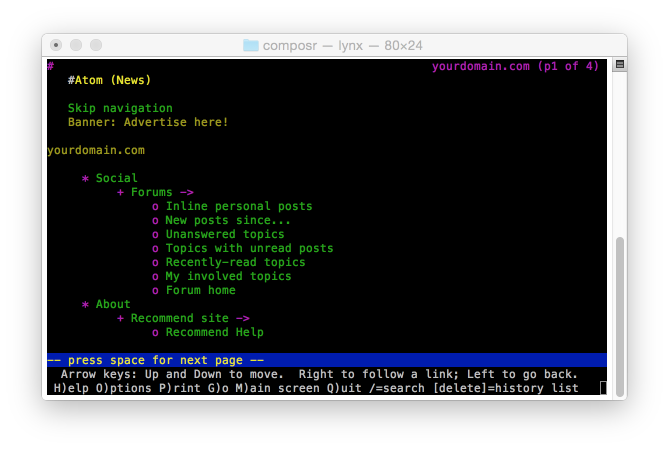 composr — lynx — 80×24
# yourdomain.com (p1 of 4)
#Atom (News)
Skip navigation
Banner: Advertise here!
yourdomain.com
* Social
+ Forums ->
o Inline personal posts
o New posts since...
o Unanswered topics
o Topics with unread posts
o Recently-read topics
o My involved topics
o Forum home
* About
+ Recommend site ->
o Recommend Help
-- press space for next page --
Arrow keys: Up and Down to move.  Right to follow a link; Left to go back.
H)elp O)ptions P)rint G)o M)ain screen Q)uit /=search [delete]=history list